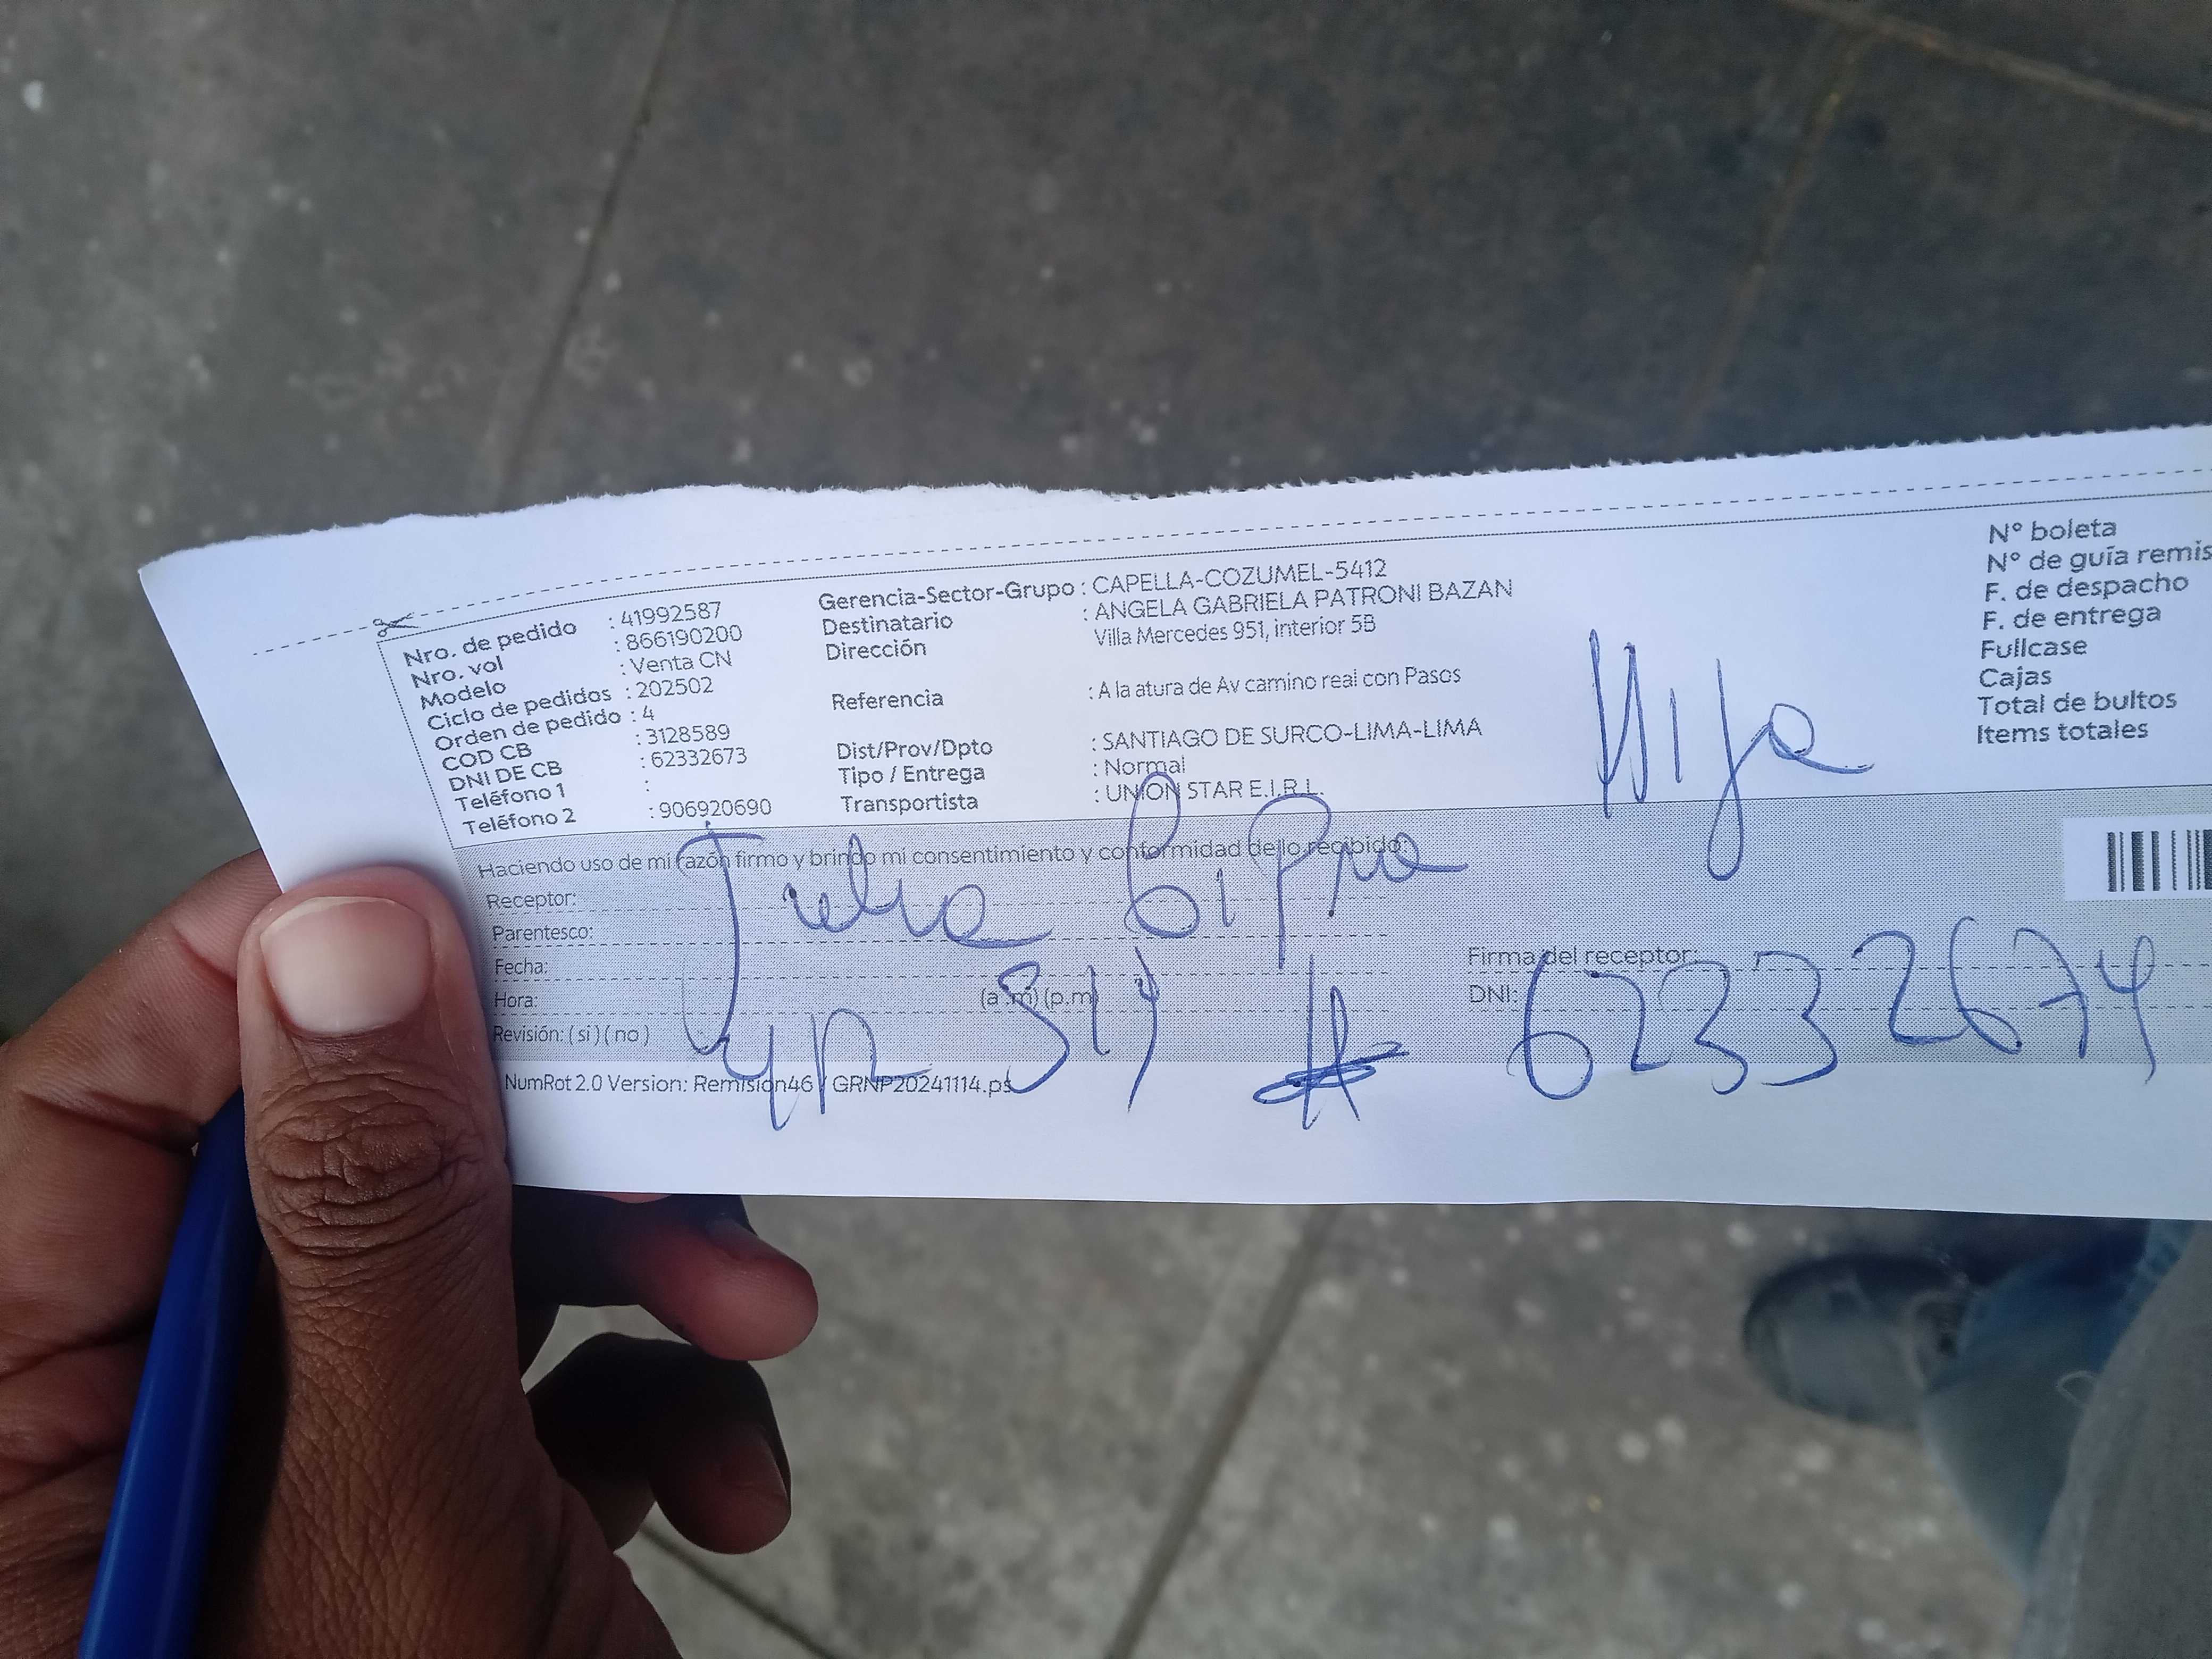 Nro. de pedido : 41992587
Nro. vol : 866190200
Modelo : Venta CN
Ciclo de pedidos : 202502
Orden de pedido : 4
COD CB : 3128589
DNI DE CB : 62332673
Teléfono 1 :
Teléfono 2 : 906920690
Gerencia-Sector-Grupo : CAPELLA-COZUMEL-5412
Destinatario : ANGELA GABRIELA PATRONI BAZAN
Dirección Villa Mercedes 951, interior 5B
Referencia : A la atura de Av camino real con Pasos
Dist/Prov/Dpto : SANTIAGO DE SURCO-LIMA-LIMA
Tipo / Entrega : Normal
Transportista : UNION STAR E.I.R.L.
Hija
N° boleta
N° de guía remis
F. de despacho
F. de entrega
Fullcase
Cajas
Total de bultos
Items totales
Haciendo uso de mi razón firmo y brindo mi consentimiento y conformidad de lo recibido:
Receptor:
Parentesco:
Fecha:
Hora: (a .m) (p.m)
Revisión: ( si ) ( no )
Firma del receptor:
DNI: 62332674
NumRot 2.0 Version: Remision46 / GRNP20241114.ps